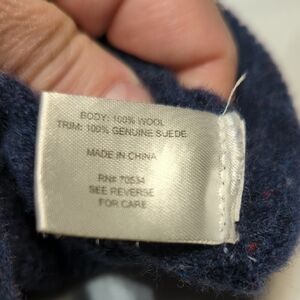 BODY: 100% WOOL
TRIM: 100% GENUINE SUEDE
MADE IN CHINA
RN# 70534
SEE REVERSE
FOR CARE